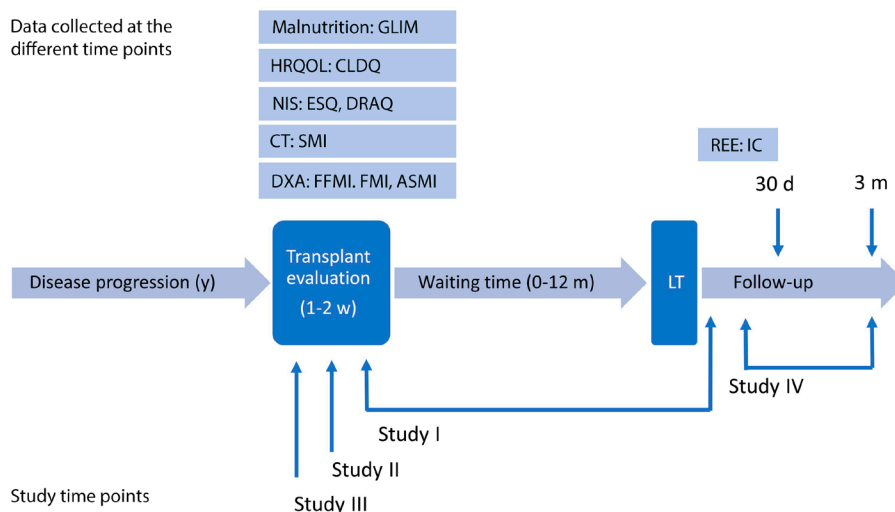 Data collected at the
different time points
Malnutrition: GLIM
HRQOL: CLDQ
NIS: ESQ, DRAQ
CT: SMI
DXA: FFMI. FMI, ASMI
REE: IC
30 d
3 m
Disease progression (y)
Transplant
evaluation
(1-2 w)
Waiting time (0-12 m)
LT
Follow-up
Study IV
Study I
Study II
Study III
Study time points